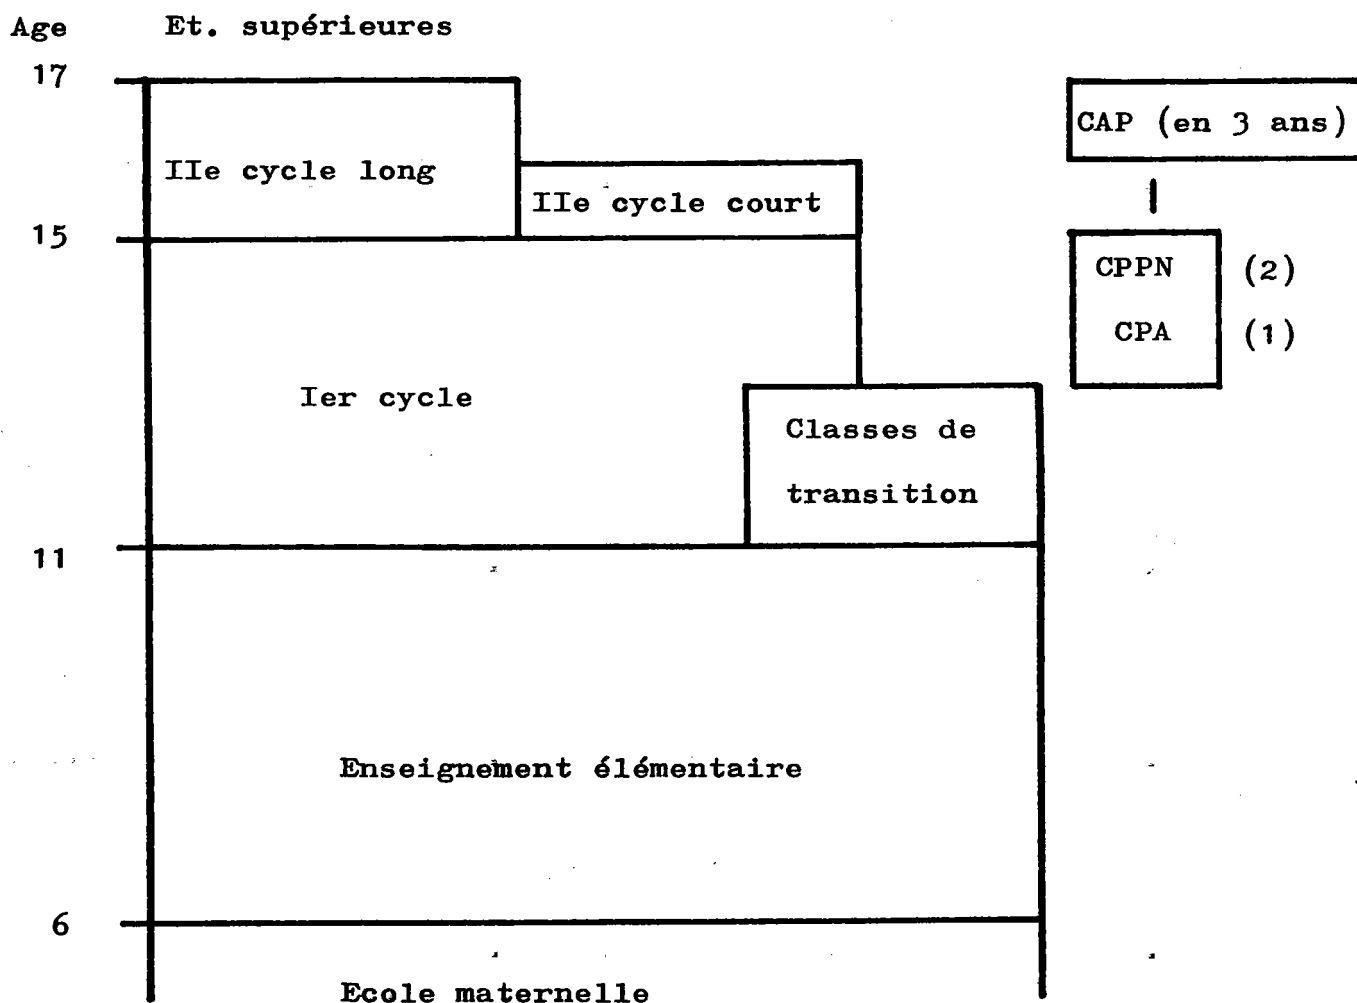 Age Et. supérieures
17
CAP (en 3 ans)
IIe cycle long
IIe cycle court
15
CPPN (2)
CPA (1)
Ier cycle
Classes de
transition
11
Enseignement élémentaire
6
Ecole maternelle